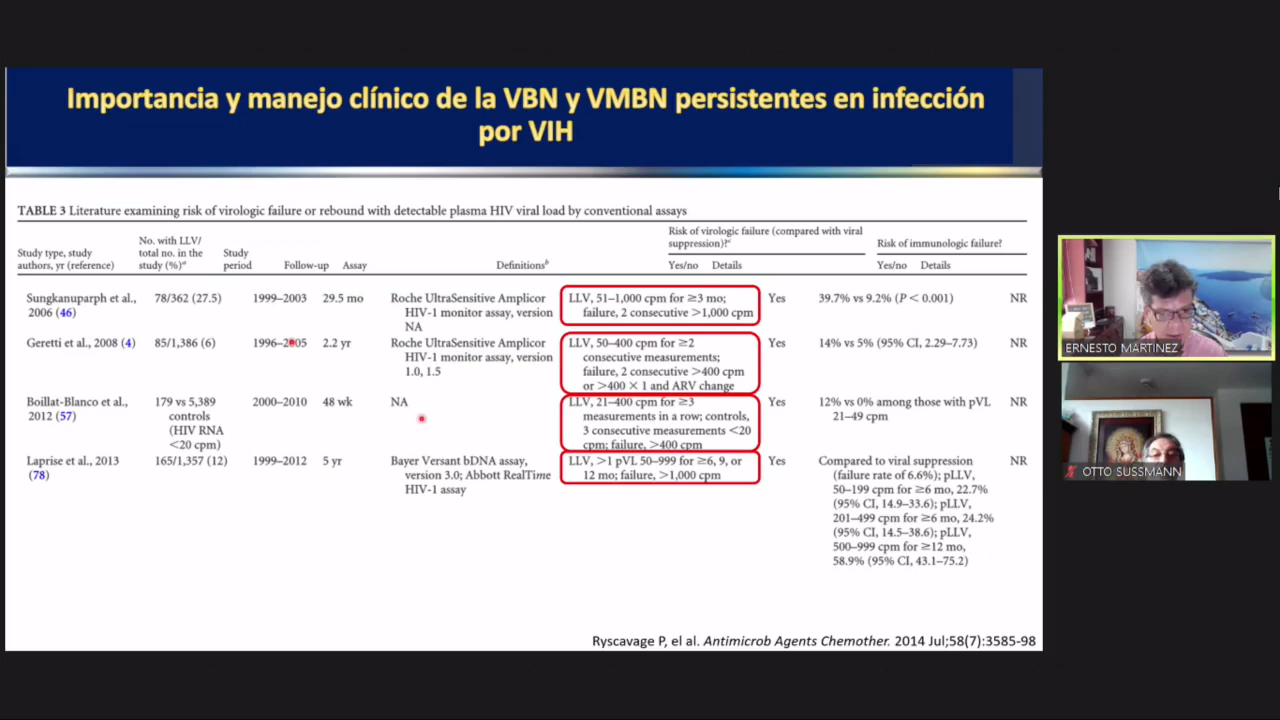 Importancia y manejo clínico de la VBN y VMBN persistentes en infección
por VIH
TABLE 3 Literature examining risk of virologic failure or rebound with detectable plasma HIV viral load by conventional assays
Study type, study
authors, yr (reference)
No. with LLV/
total no. in the
study (%)a
Study
period
Follow-up
Assay
Definitionsb
Risk of virologic failure (compared with viral
suppression)?c
Yes/no Details
Risk of immunologic failure?
Yes/no Details
Sungkanuparph et al.,
2006 (46)
78/362 (27.5)
1999–2003
29.5 mo
Roche UltraSensitive Amplicor
HIV-1 monitor assay, version
NA
LLV, 51–1,000 cpm for ≥3 mo;
failure, 2 consecutive >1,000 cpm
Yes
39.7% vs 9.2% (P < 0.001)
NR
Geretti et al., 2008 (4)
85/1,386 (6)
1996–2005
2.2 yr
Roche UltraSensitive Amplicor
HIV-1 monitor assay, version
1.0, 1.5
LLV, 50–400 cpm for ≥2
consecutive measurements;
failure, 2 consecutive >400 cpm
or >400 × 1 and ARV change
Yes
14% vs 5% (95% CI, 2.29–7.73)
NR
Boillat-Blanco et al.,
2012 (57)
179 vs 5,389
controls
(HIV RNA
<20 cpm)
2000–2010
48 wk
NA
LLV, 21–400 cpm for ≥3
measurements in a row; controls,
3 consecutive measurements <20
cpm; failure, >400 cpm
Yes
12% vs 0% among those with pVL
21–49 cpm
NR
Laprise et al., 2013
(78)
165/1,357 (12)
1999–2012
5 yr
Bayer Versant bDNA assay,
version 3.0; Abbott RealTime
HIV-1 assay
LLV, >1 pVL 50–999 for ≥6, 9, or
12 mo; failure, >1,000 cpm
Yes
Compared to viral suppression
(failure rate of 6.6%); pLLV,
50–199 cpm for ≥6 mo, 22.7%
(95% CI, 14.9–33.6); pLLV,
201–499 cpm for ≥6 mo, 24.2%
(95% CI, 14.5–38.6); pLLV,
500–999 cpm for ≥12 mo,
58.9% (95% CI, 43.1–75.2)
NR
Ryscavage P, el al. Antimicrob Agents Chemother. 2014 Jul;58(7):3585-98
ERNESTO MARTINEZ
OTTO SUSSMANN